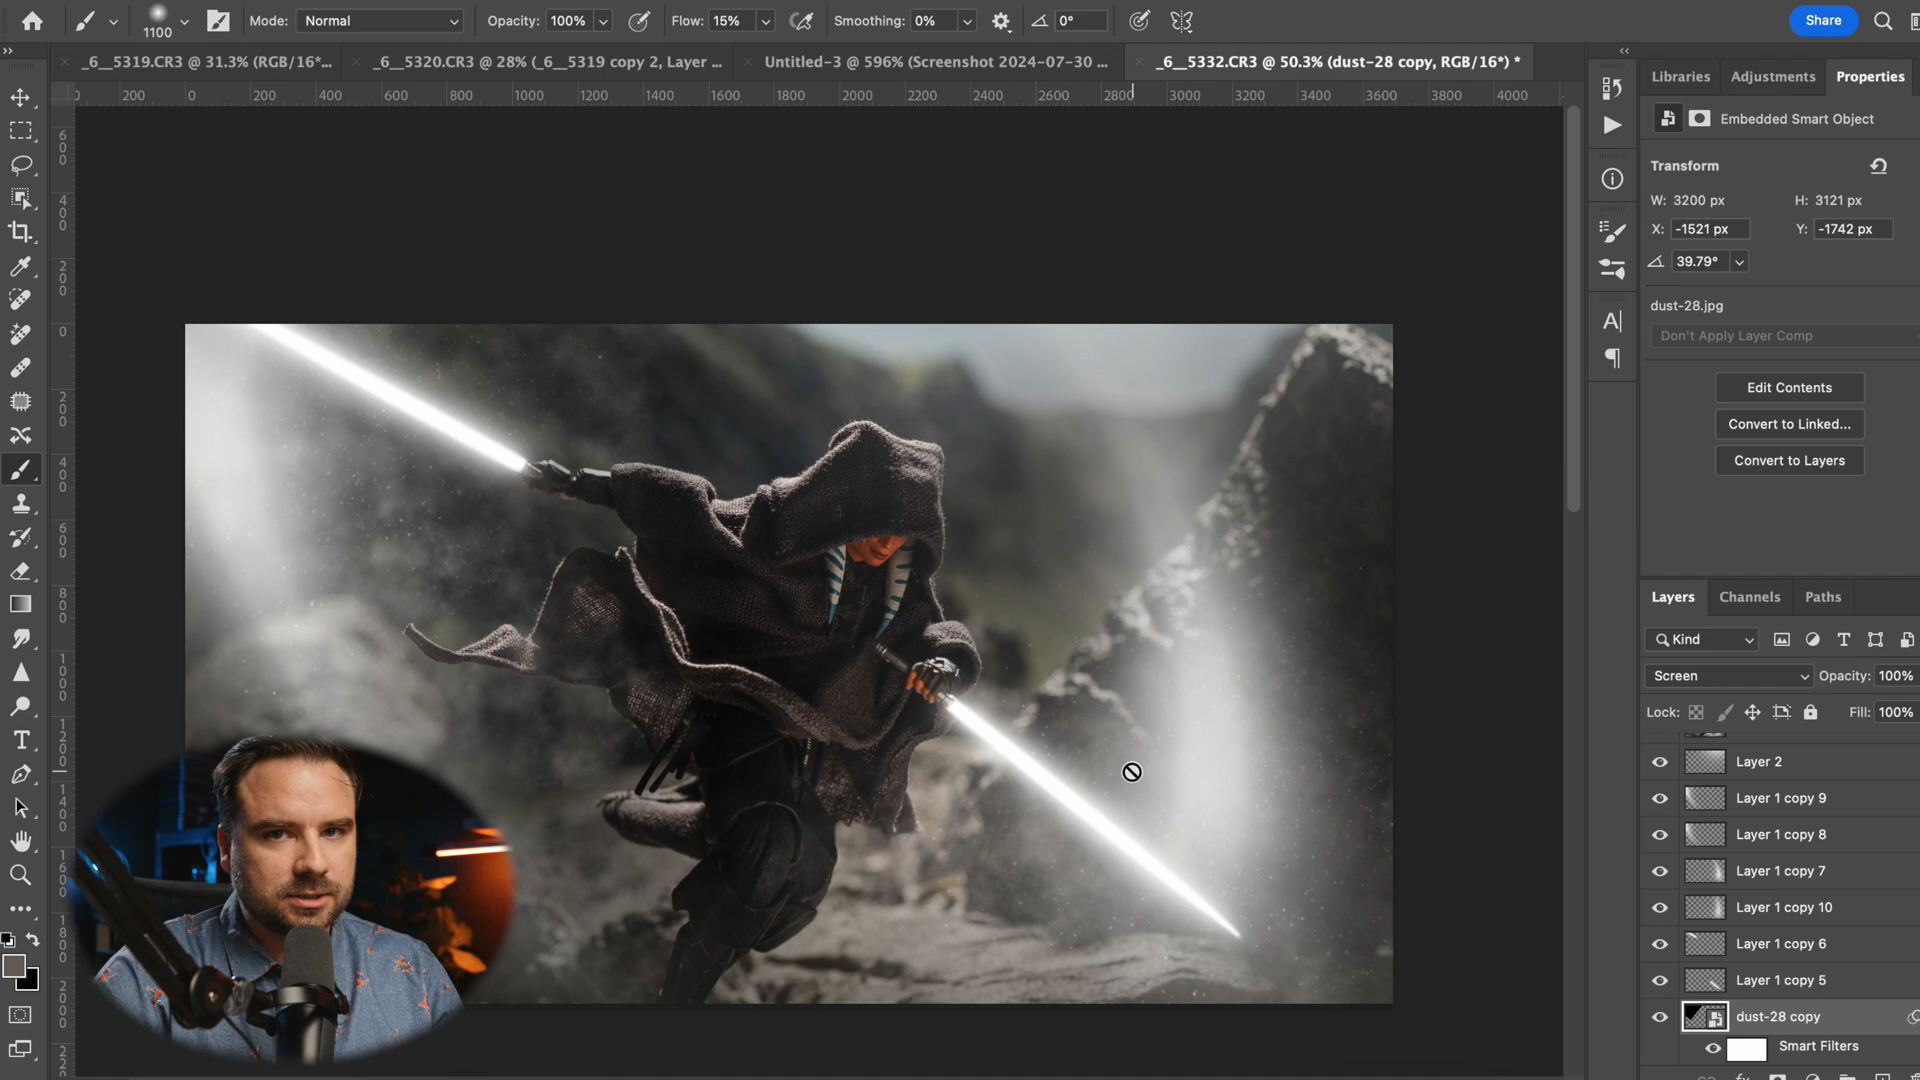 1100
Mode:
Normal
Opacity:
100%
Flow:
15%
Smoothing:
0%
0°
Share
_6__5319.CR3 @ 31.3% (RGB/16*...
_6__5320.CR3 @ 28% (_6__5319 copy 2, Layer ...
Untitled-3 @ 596% (Screenshot 2024-07-30 ...
_6__5332.CR3 @ 50.3% (dust-28 copy, RGB/16*) *
200
0
200
400
600
800
1000
1200
1400
1600
1800
2000
2200
2400
2600
2800
3000
3200
3400
3600
3800
4000
600
400
200
0
200
400
600
800
1000
1200
1400
1600
1800
2000
Libraries
Adjustments
Properties
Embedded Smart Object
Transform
W: 3200 px
H: 3121 px
X: -1521 px
Y: -1742 px
39.79°
dust-28.jpg
Don't Apply Layer Comp
Edit Contents
Convert to Linked...
Convert to Layers
Layers
Channels
Paths
Kind
Screen
Opacity: 100%
Lock:
Fill: 100%
Layer 2
Layer 1 copy 9
Layer 1 copy 8
Layer 1 copy 7
Layer 1 copy 10
Layer 1 copy 6
Layer 1 copy 5
dust-28 copy
Smart Filters